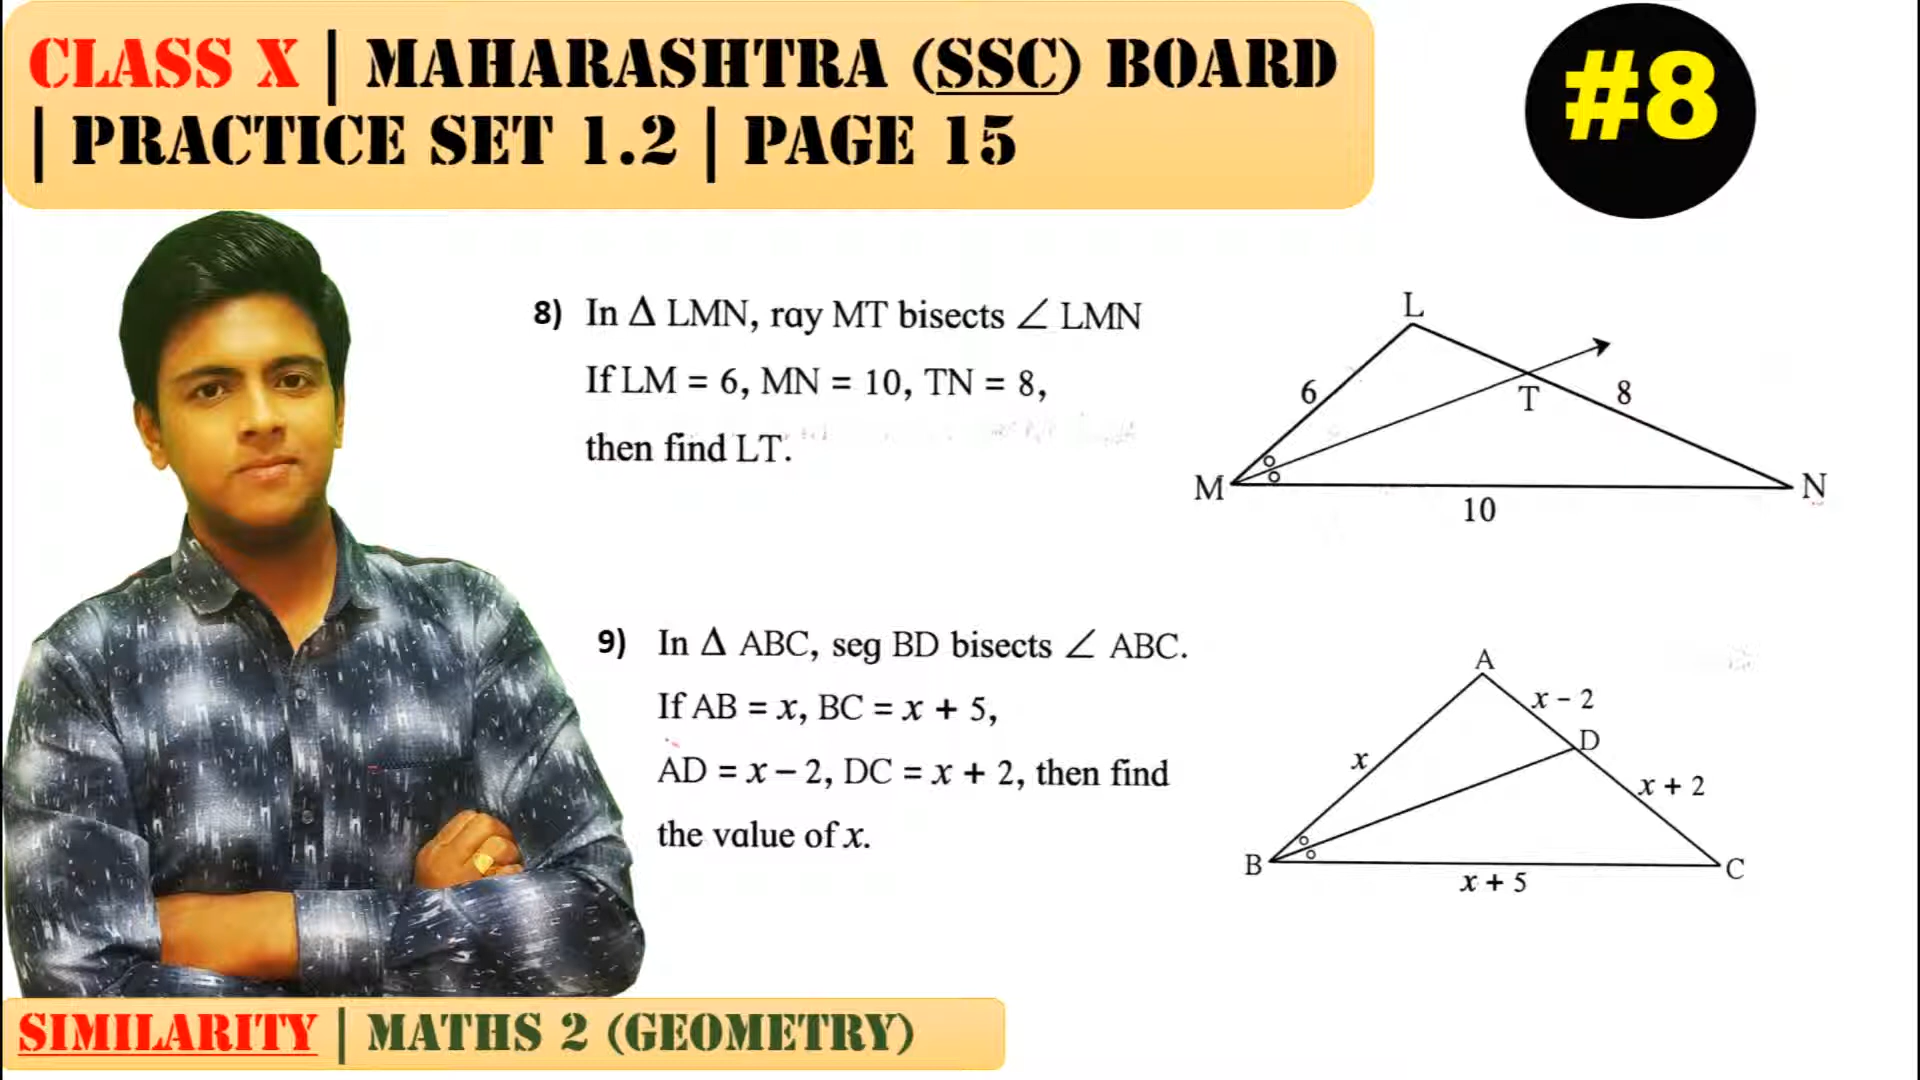 CLASS X | MAHARASHTRA (SSC) BOARD
| PRACTICE SET 1.2 | PAGE 15
#8
8) In Δ LMN, ray MT bisects ∠ LMN
If LM = 6, MN = 10, TN = 8,
then find LT.
L
6
T
8
M
N
10
9) In Δ ABC, seg BD bisects ∠ ABC.
If AB = x, BC = x + 5,
AD = x – 2, DC = x + 2, then find
the value of x.
A
x – 2
D
x
x + 2
B
C
x + 5
SIMILARITY | MATHS 2 (GEOMETRY)